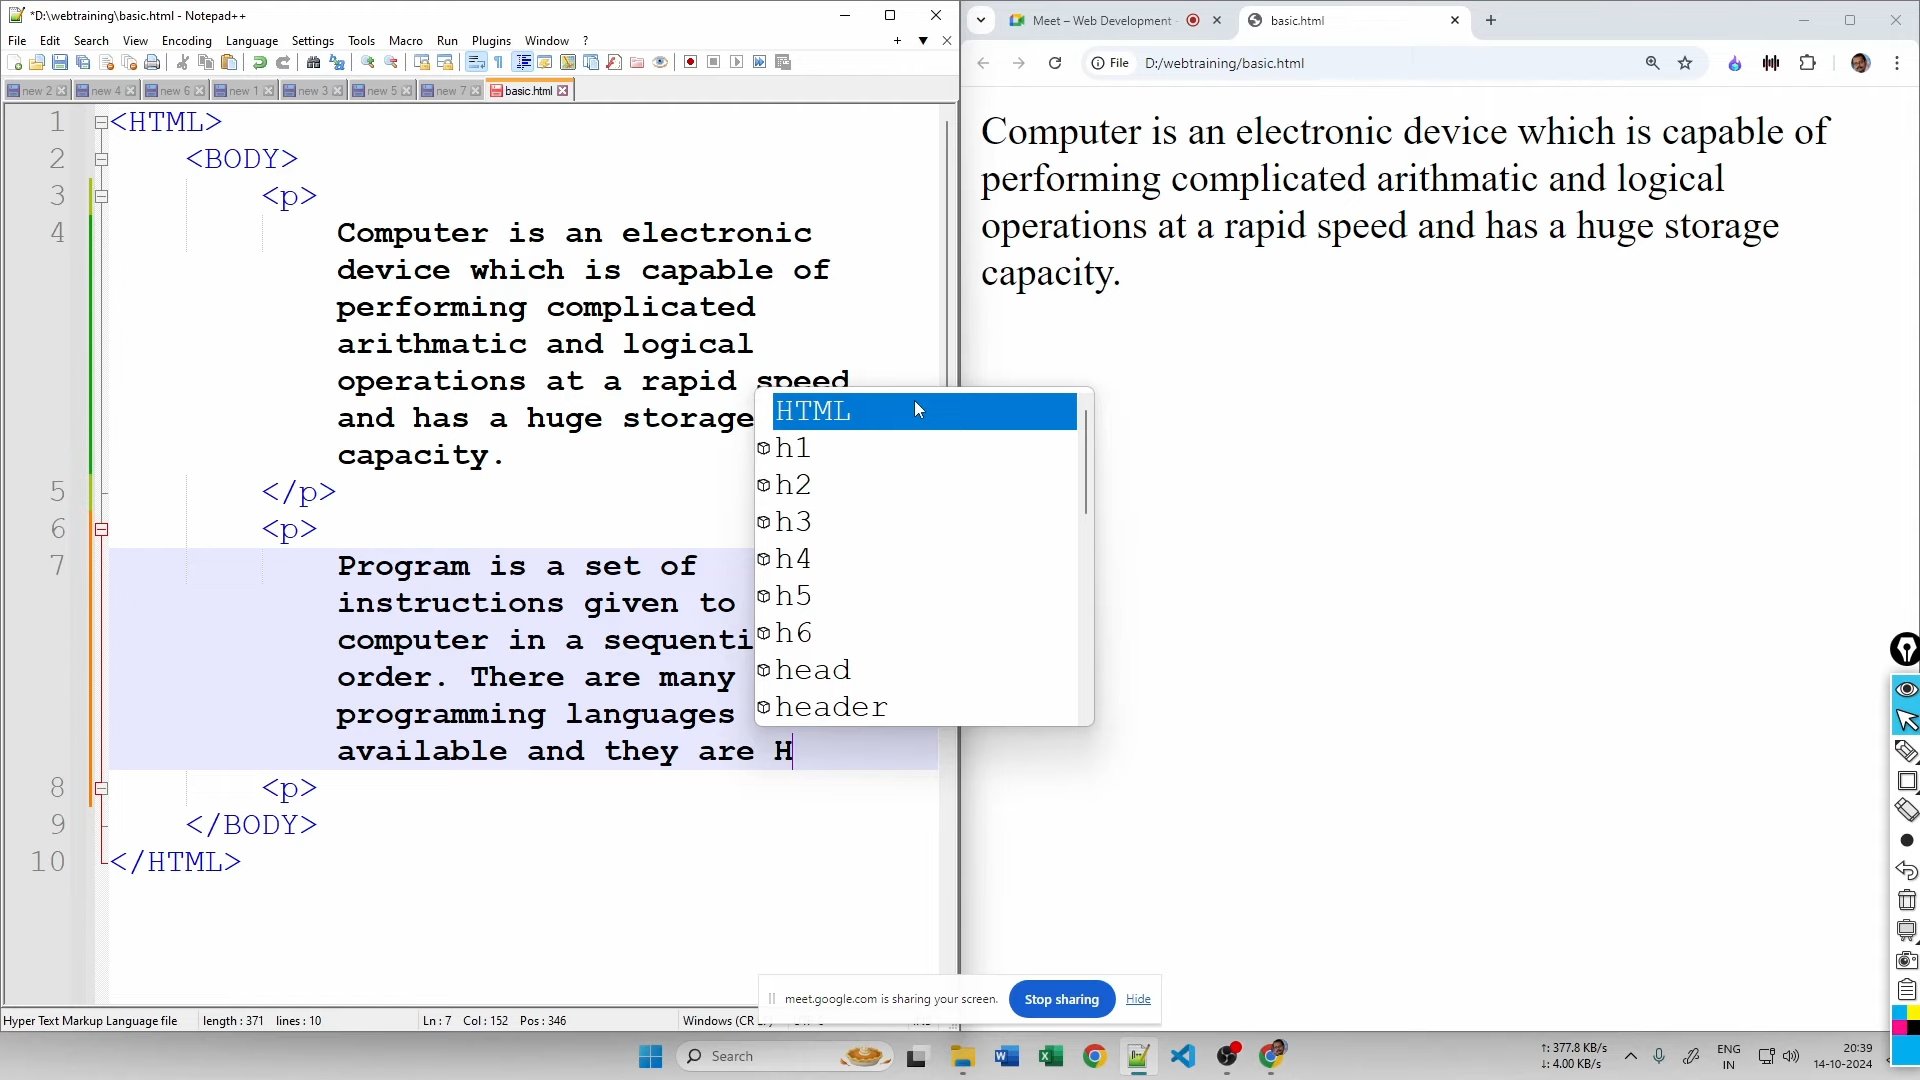 *D:\webtraining\basic.html - Notepad++
File Edit Search View Encoding Language Settings Tools Macro Run Plugins Window ?
new 2 new 4 new 6 new 1 new 3 new 5 new 7 basic.html
1 <HTML>
2 <BODY>
3 <p>
4 Computer is an electronic
device which is capable of
performing complicated
arithmatic and logical
operations at a rapid speed
and has a huge storage
capacity.
5 </p>
6 <p>
7 Program is a set of
instructions given to
computer in a sequenti
order. There are many
programming languages
available and they are H
8 <p>
9 </BODY>
10 </HTML>
HTML
h1
h2
h3
h4
h5
h6
head
header
Hyper Text Markup Language file length : 371 lines : 10 Ln : 7 Col : 152 Pos : 346 Windows (CR
Meet – Web Development
basic.html
File D:/webtraining/basic.html
Computer is an electronic device which is capable of
performing complicated arithmatic and logical
operations at a rapid speed and has a huge storage
capacity.
meet.google.com is sharing your screen. Stop sharing Hide
Search
↑: 377.8 KB/s
↓: 4.00 KB/s
ENG
IN
20:39
14-10-2024